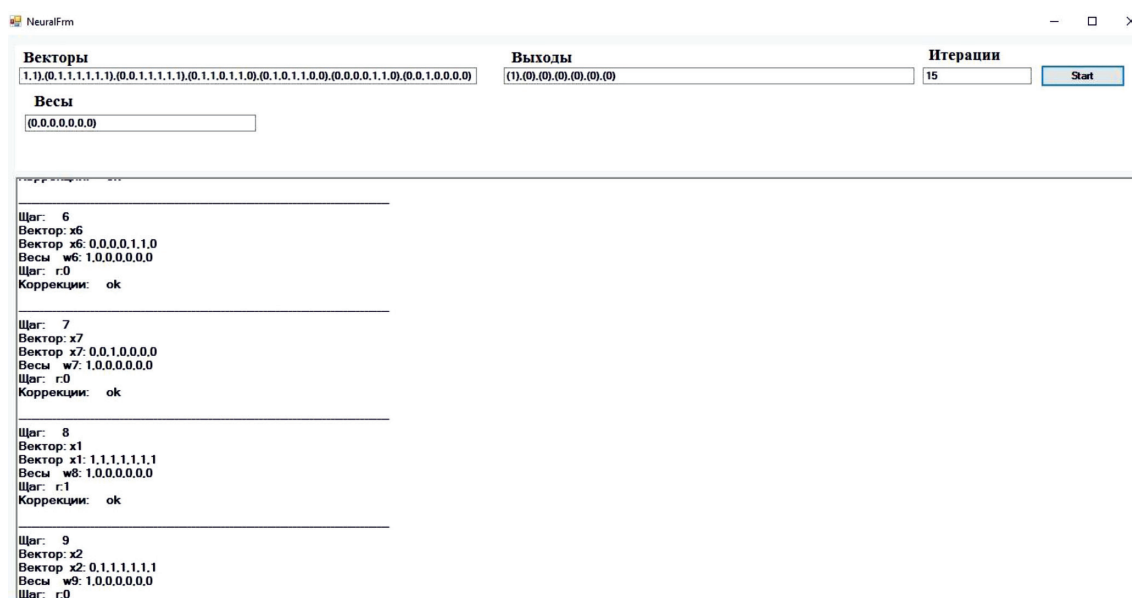 NeuralFrm
Векторы
Выходы
Итерации
1,1),(0,1,1,1,1,1,1),(0,0,1,1,1,1,1),(0,1,1,0,1,1,0),(0,1,0,1,1,0,0),(0,0,0,0,1,1,0),(0,0,1,0,0,0,0)
(1),(0),(0),(0),(0),(0),(0)
15
Start
Весы
(0,0,0,0,0,0,0)
Коррекции: ok
Щаг: 6
Вектор: x6
Вектор x6: 0,0,0,0,1,1,0
Весы w6: 1,0,0,0,0,0,0
Щаг: r:0
Коррекции: ok
Щаг: 7
Вектор: x7
Вектор x7: 0,0,1,0,0,0,0
Весы w7: 1,0,0,0,0,0,0
Щаг: r:0
Коррекции: ok
Щаг: 8
Вектор: x1
Вектор x1: 1,1,1,1,1,1,1
Весы w8: 1,0,0,0,0,0,0
Щаг: r:1
Коррекции: ok
Щаг: 9
Вектор: x2
Вектор x2: 0,1,1,1,1,1,1
Весы w9: 1,0,0,0,0,0,0
Щаг: r:0